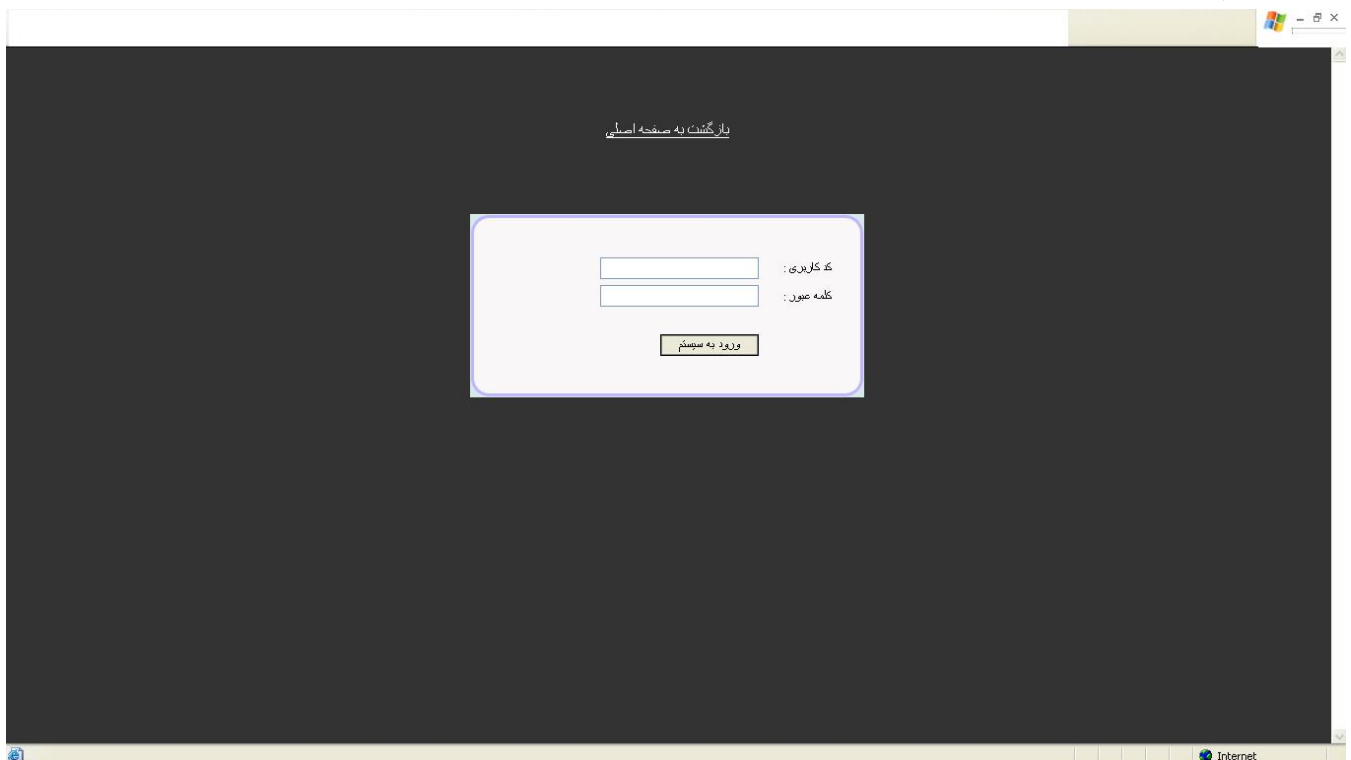 بازگشت به صفحه اصلی
کد کاربری :
کلمه عبور :
ورود به سیستم
Internet